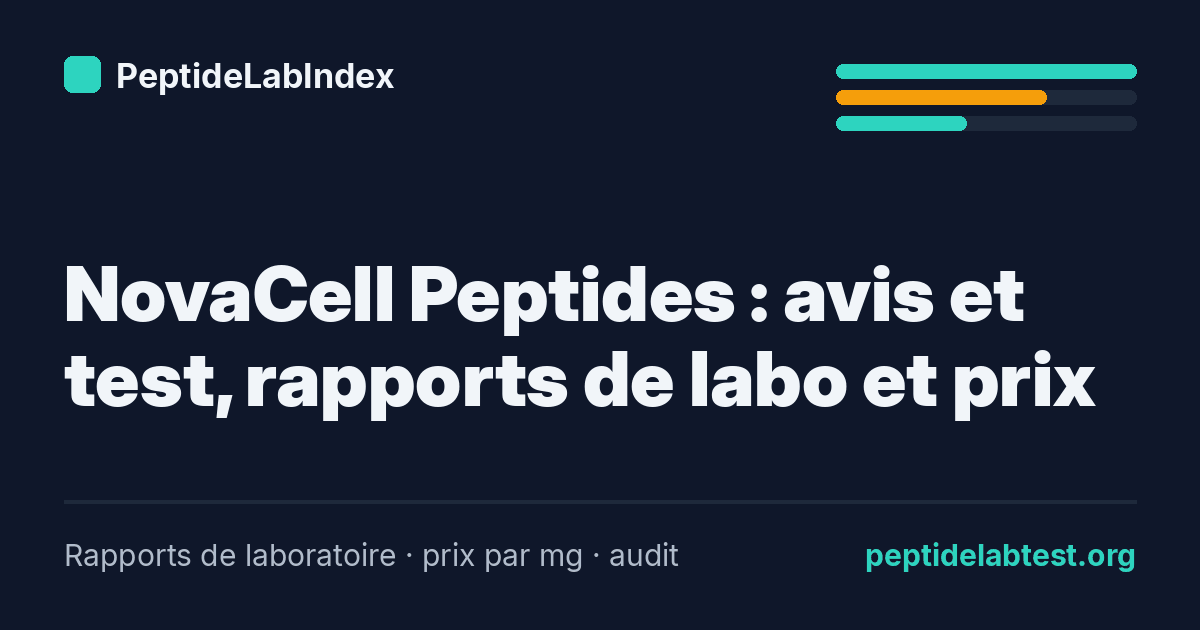 PeptideLabIndex
NovaCell Peptides : avis et
test, rapports de labo et prix
Rapports de laboratoire · prix par mg · audit
peptidelabtest.org